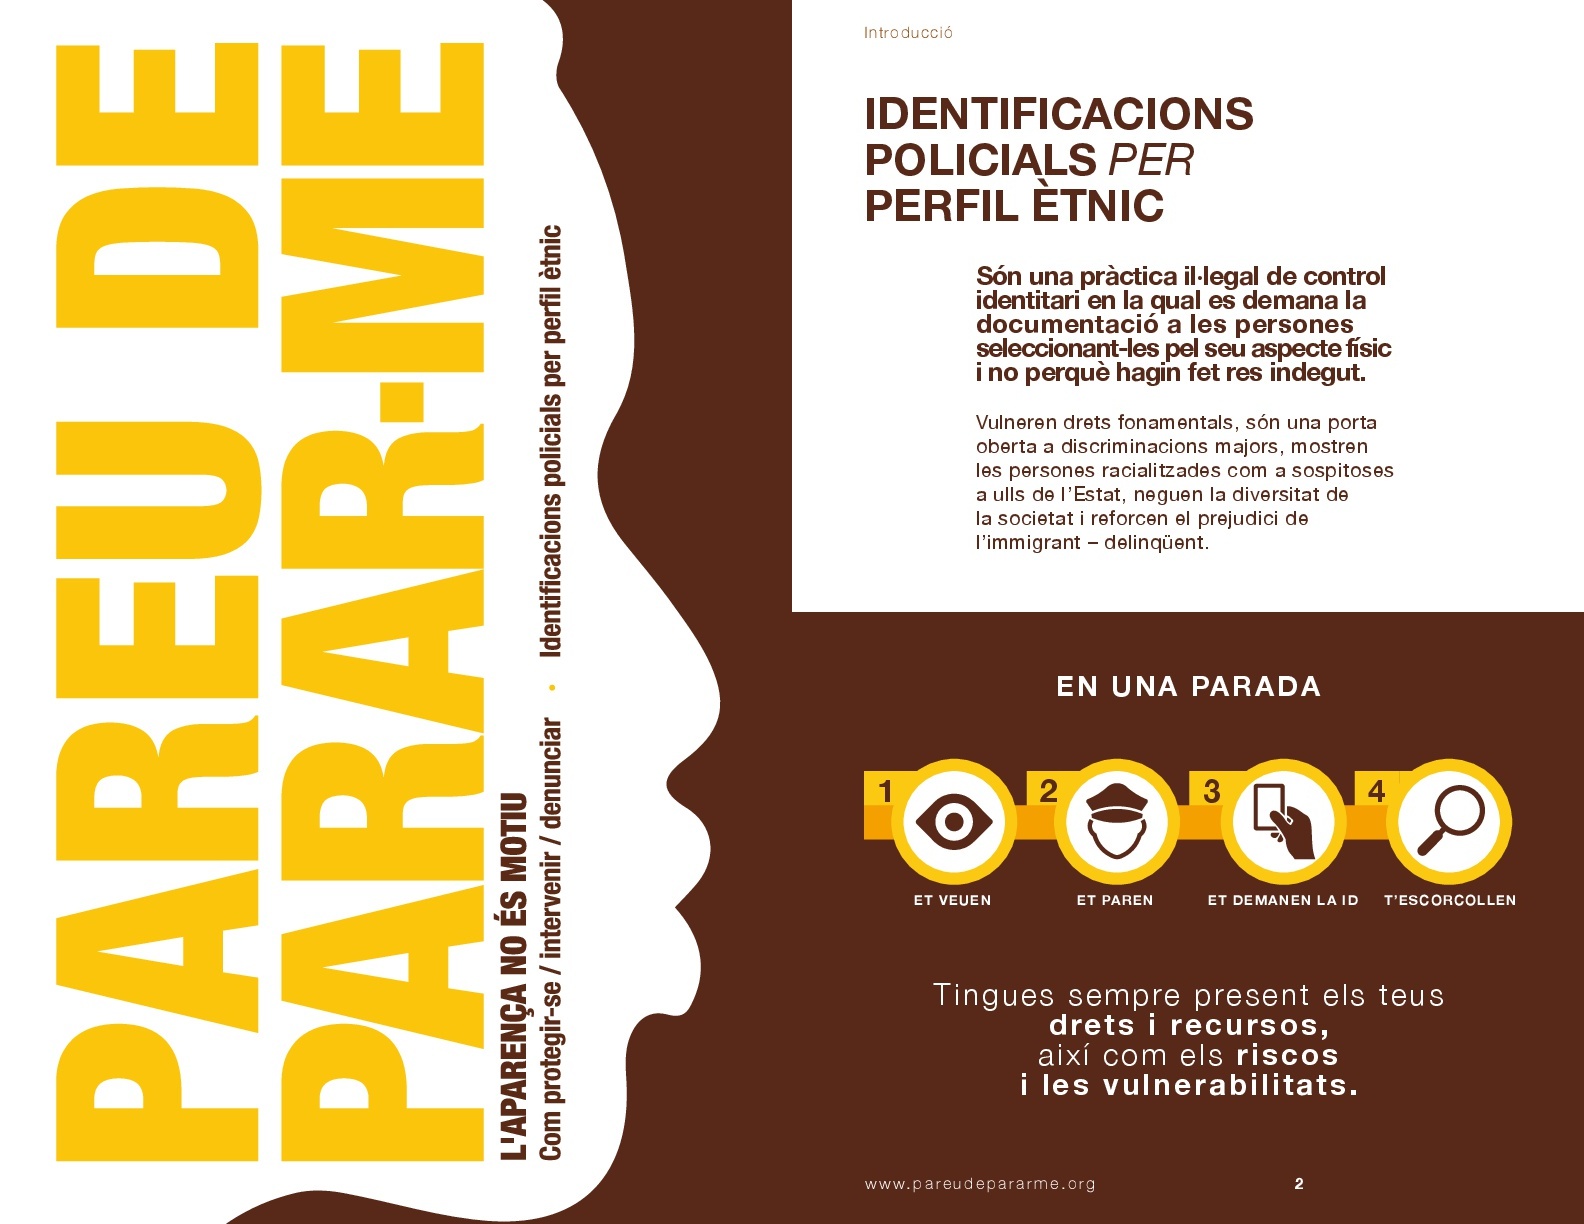 PAREU DE
PARAR-ME
L'APARENÇA NO ÉS MOTIU
Com protegir-se / intervenir / denunciar • Identificacions policials per perfil ètnic
Introducció
IDENTIFICACIONS
POLICIALS PER
PERFIL ÈTNIC
Són una pràctica il·legal de control
identitari en la qual es demana la
documentació a les persones
seleccionant-les pel seu aspecte físic
i no perquè hagin fet res indegut.
Vulneren drets fonamentals, són una porta
oberta a discriminacions majors, mostren
les persones racialitzades com a sospitoses
a ulls de l'Estat, neguen la diversitat de
la societat i reforcen el prejudici de
l'immigrant – delinqüent.
EN UNA PARADA
1
ET VEUEN
2
ET PAREN
3
ET DEMANEN LA ID
4
T'ESCORCOLLEN
Tingues sempre present els teus
drets i recursos,
així com els riscos
i les vulnerabilitats.
www.pareudepararme.org
2